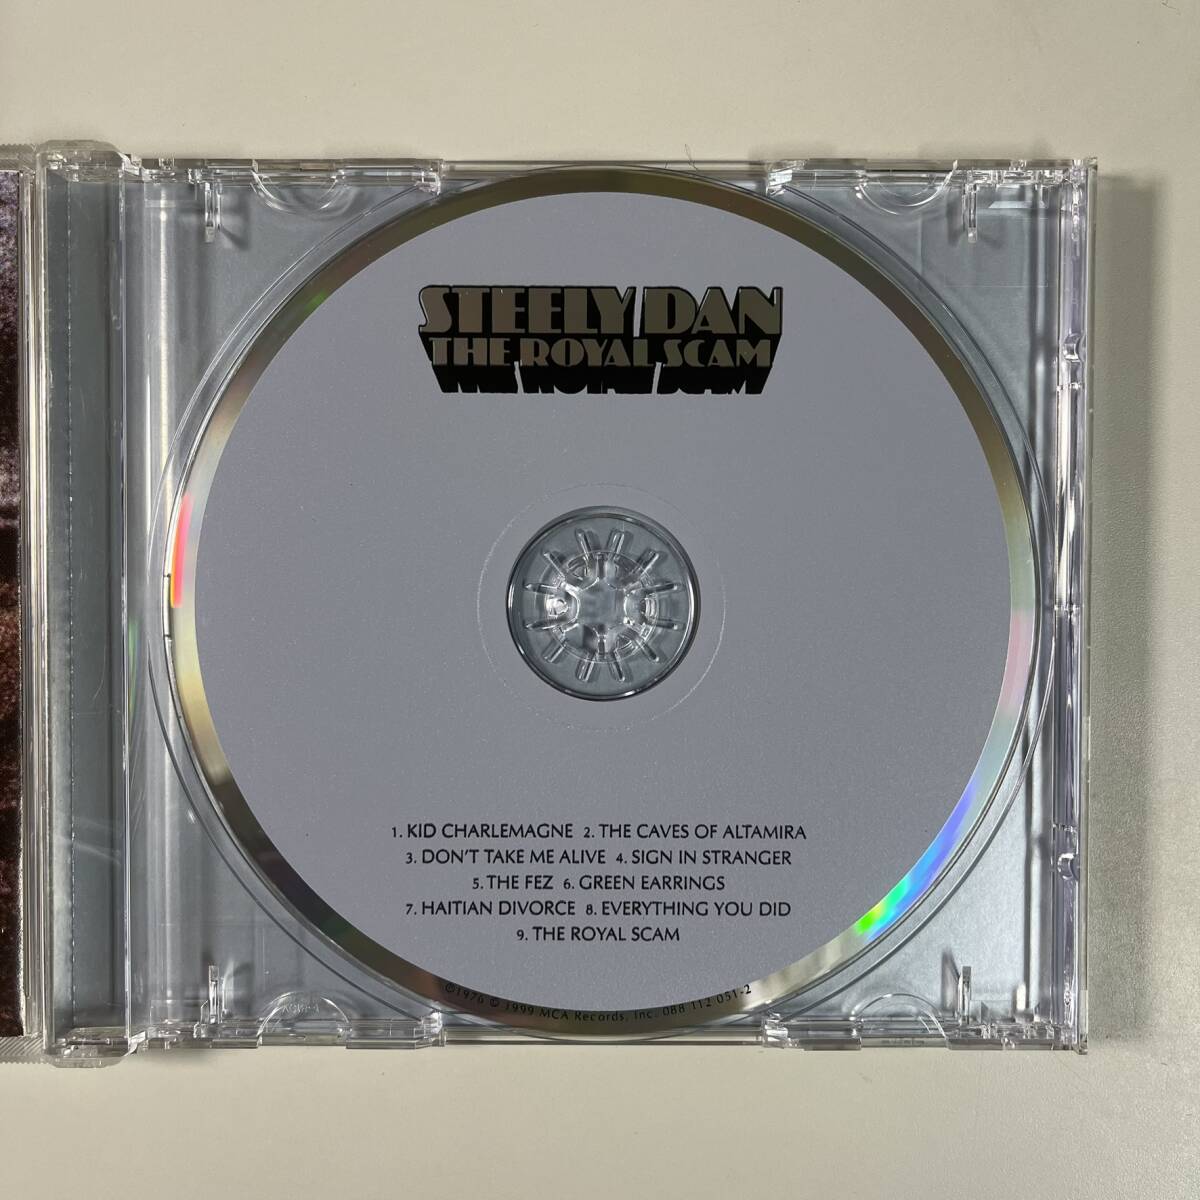 STEELY DAN
THE ROYAL SCAM
1. KID CHARLEMAGNE 2. THE CAVES OF ALTAMIRA
3. DON'T TAKE ME ALIVE 4. SIGN IN STRANGER
5. THE FEZ 6. GREEN EARRINGS
7. HAITIAN DIVORCE 8. EVERYTHING YOU DID
9. THE ROYAL SCAM
©1976 © 1999 MCA Records, Inc. 088 112 051-2